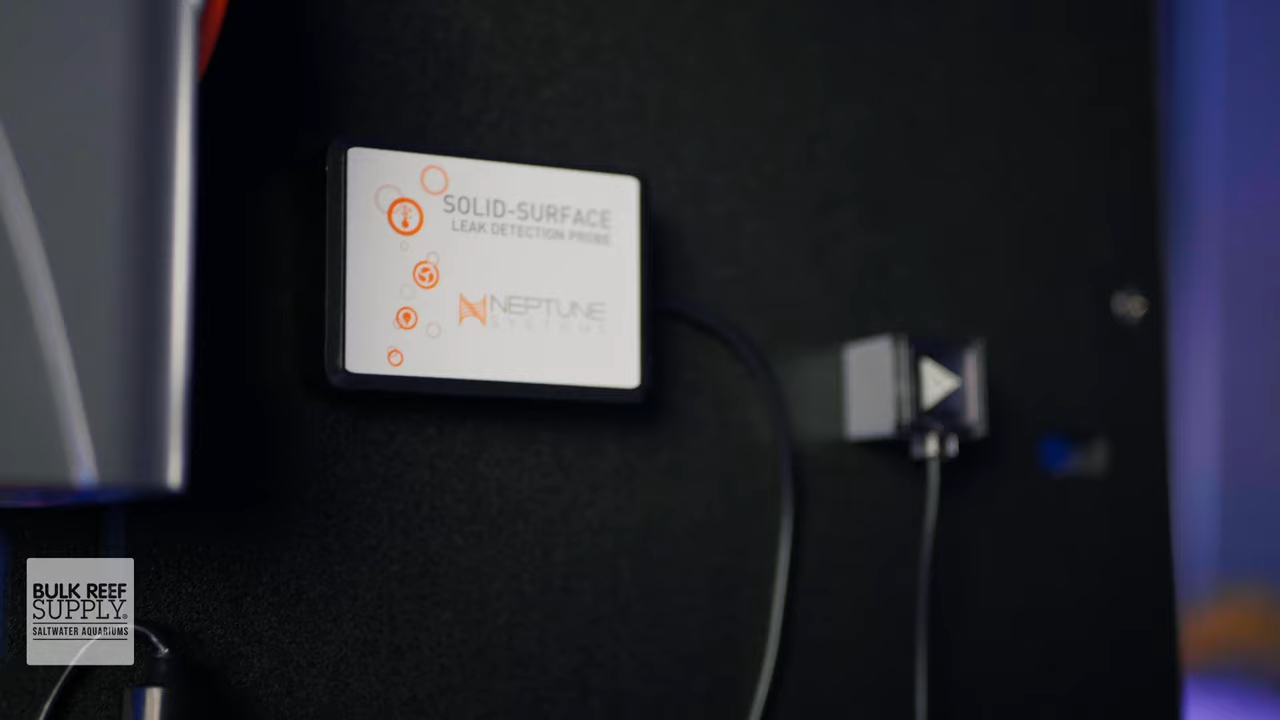 SOLID-SURFACE
LEAK DETECTION PROBE
NEPTUNE
SYSTEMS
BULK REEF
SUPPLY®
SALTWATER AQUARIUMS